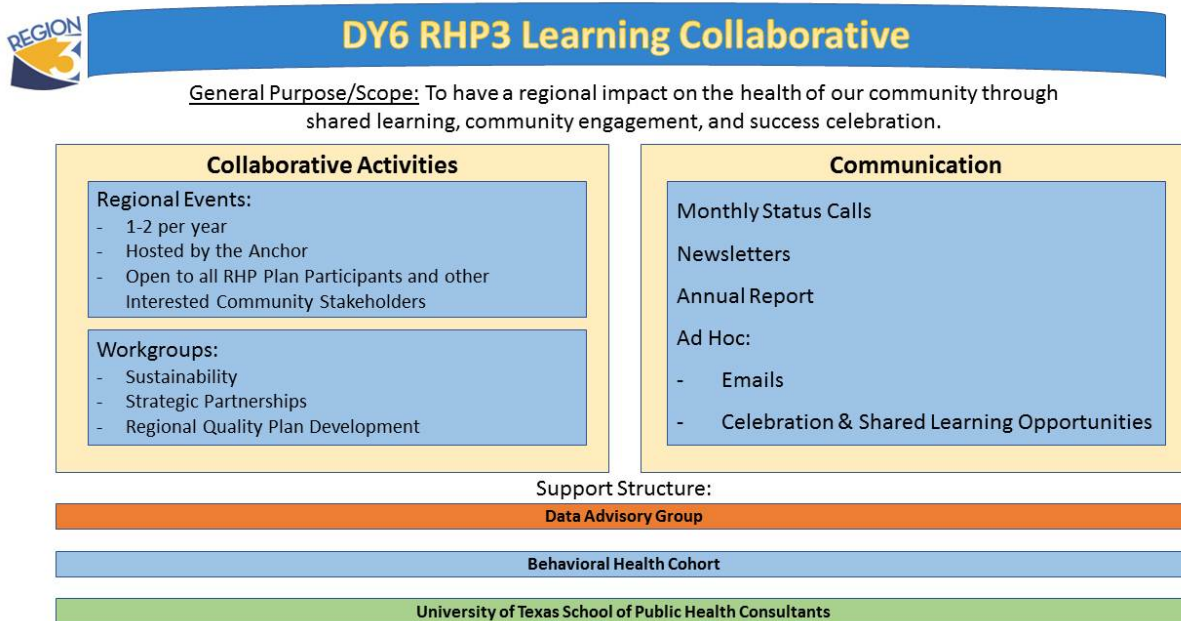 REGION
3
DY6 RHP3 Learning Collaborative
General Purpose/Scope: To have a regional impact on the health of our community through
shared learning, community engagement, and success celebration.
Collaborative Activities
Regional Events:
- 1-2 per year
- Hosted by the Anchor
- Open to all RHP Plan Participants and other
Interested Community Stakeholders
Workgroups:
- Sustainability
- Strategic Partnerships
- Regional Quality Plan Development
Communication
Monthly Status Calls
Newsletters
Annual Report
Ad Hoc:
- Emails
- Celebration & Shared Learning Opportunities
Support Structure:
Data Advisory Group
Behavioral Health Cohort
University of Texas School of Public Health Consultants